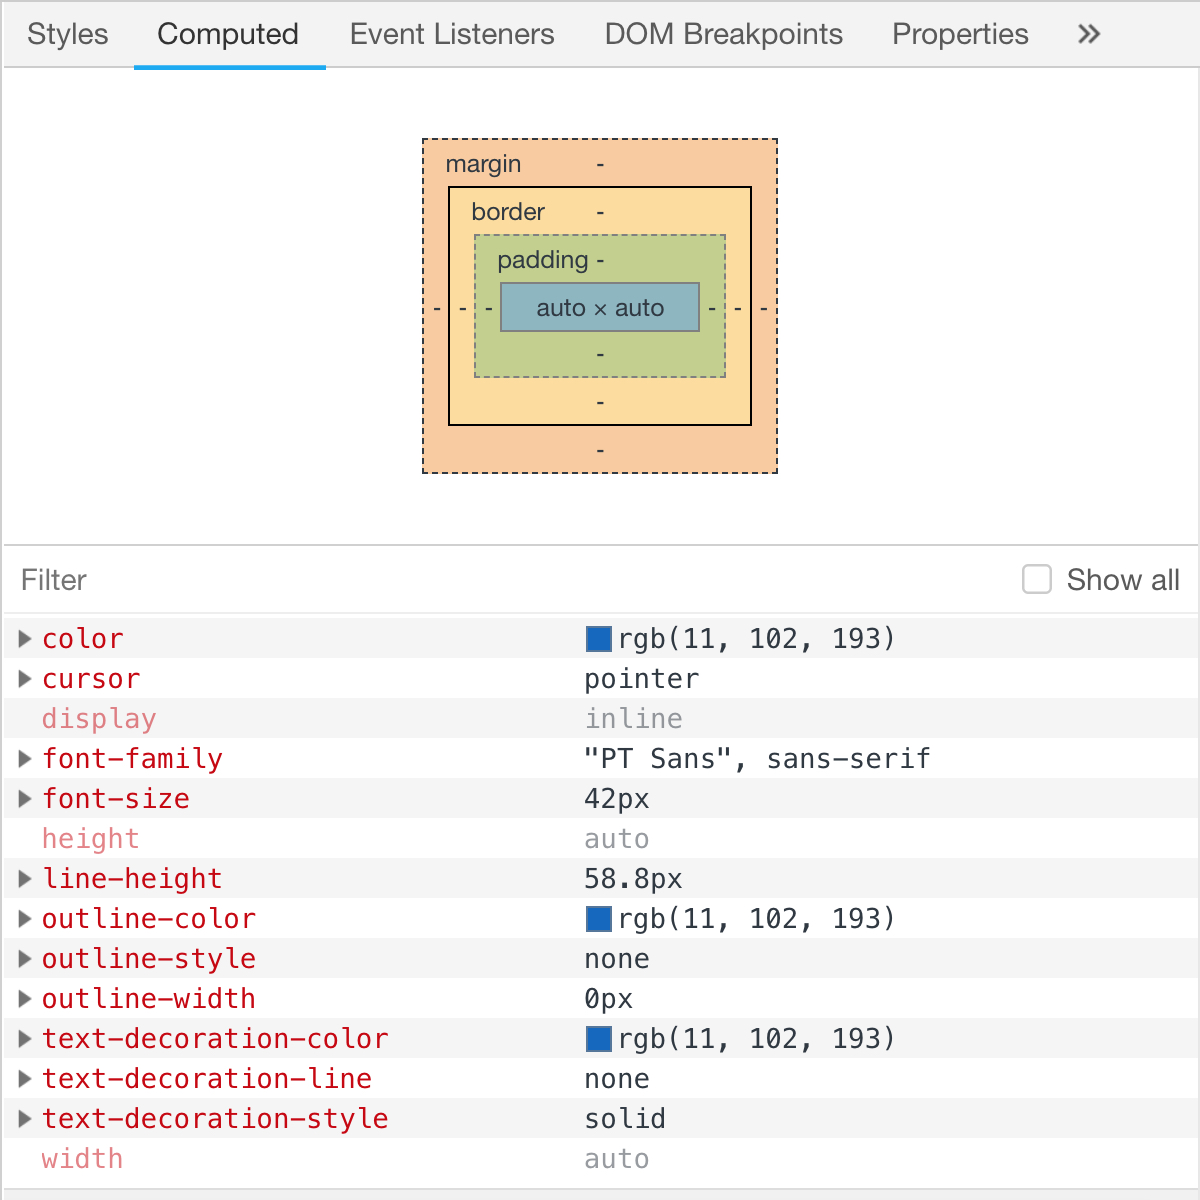 Styles Computed Event Listeners DOM Breakpoints Properties »
margin -
border -
padding -
- - - auto × auto - - -
-
-
-
Filter Show all
color rgb(11, 102, 193)
cursor pointer
display inline
font-family "PT Sans", sans-serif
font-size 42px
height auto
line-height 58.8px
outline-color rgb(11, 102, 193)
outline-style none
outline-width 0px
text-decoration-color rgb(11, 102, 193)
text-decoration-line none
text-decoration-style solid
width auto